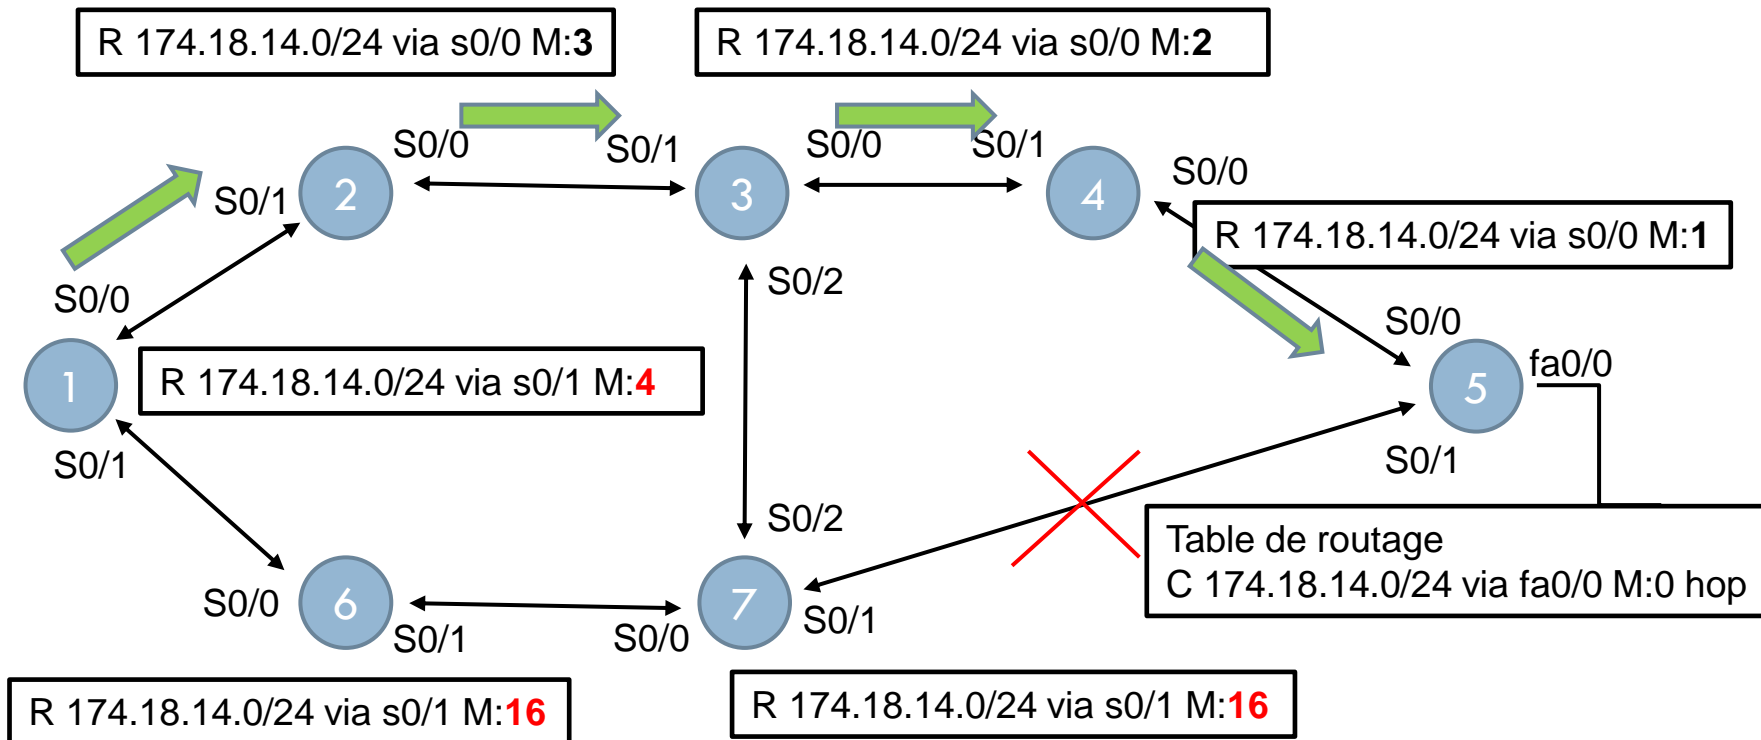 R 174.18.14.0/24 via s0/0 M:3
R 174.18.14.0/24 via s0/0 M:2
S0/0
S0/1
S0/0
S0/1
S0/0
S0/1
2
3
4
R 174.18.14.0/24 via s0/0 M:1
S0/0
S0/2
S0/0
fa0/0
1
R 174.18.14.0/24 via s0/1 M:4
5
S0/1
S0/1
S0/2
Table de routage
C 174.18.14.0/24 via fa0/0 M:0 hop
S0/0
6
7
S0/1
S0/1
S0/0
R 174.18.14.0/24 via s0/1 M:16
R 174.18.14.0/24 via s0/1 M:16